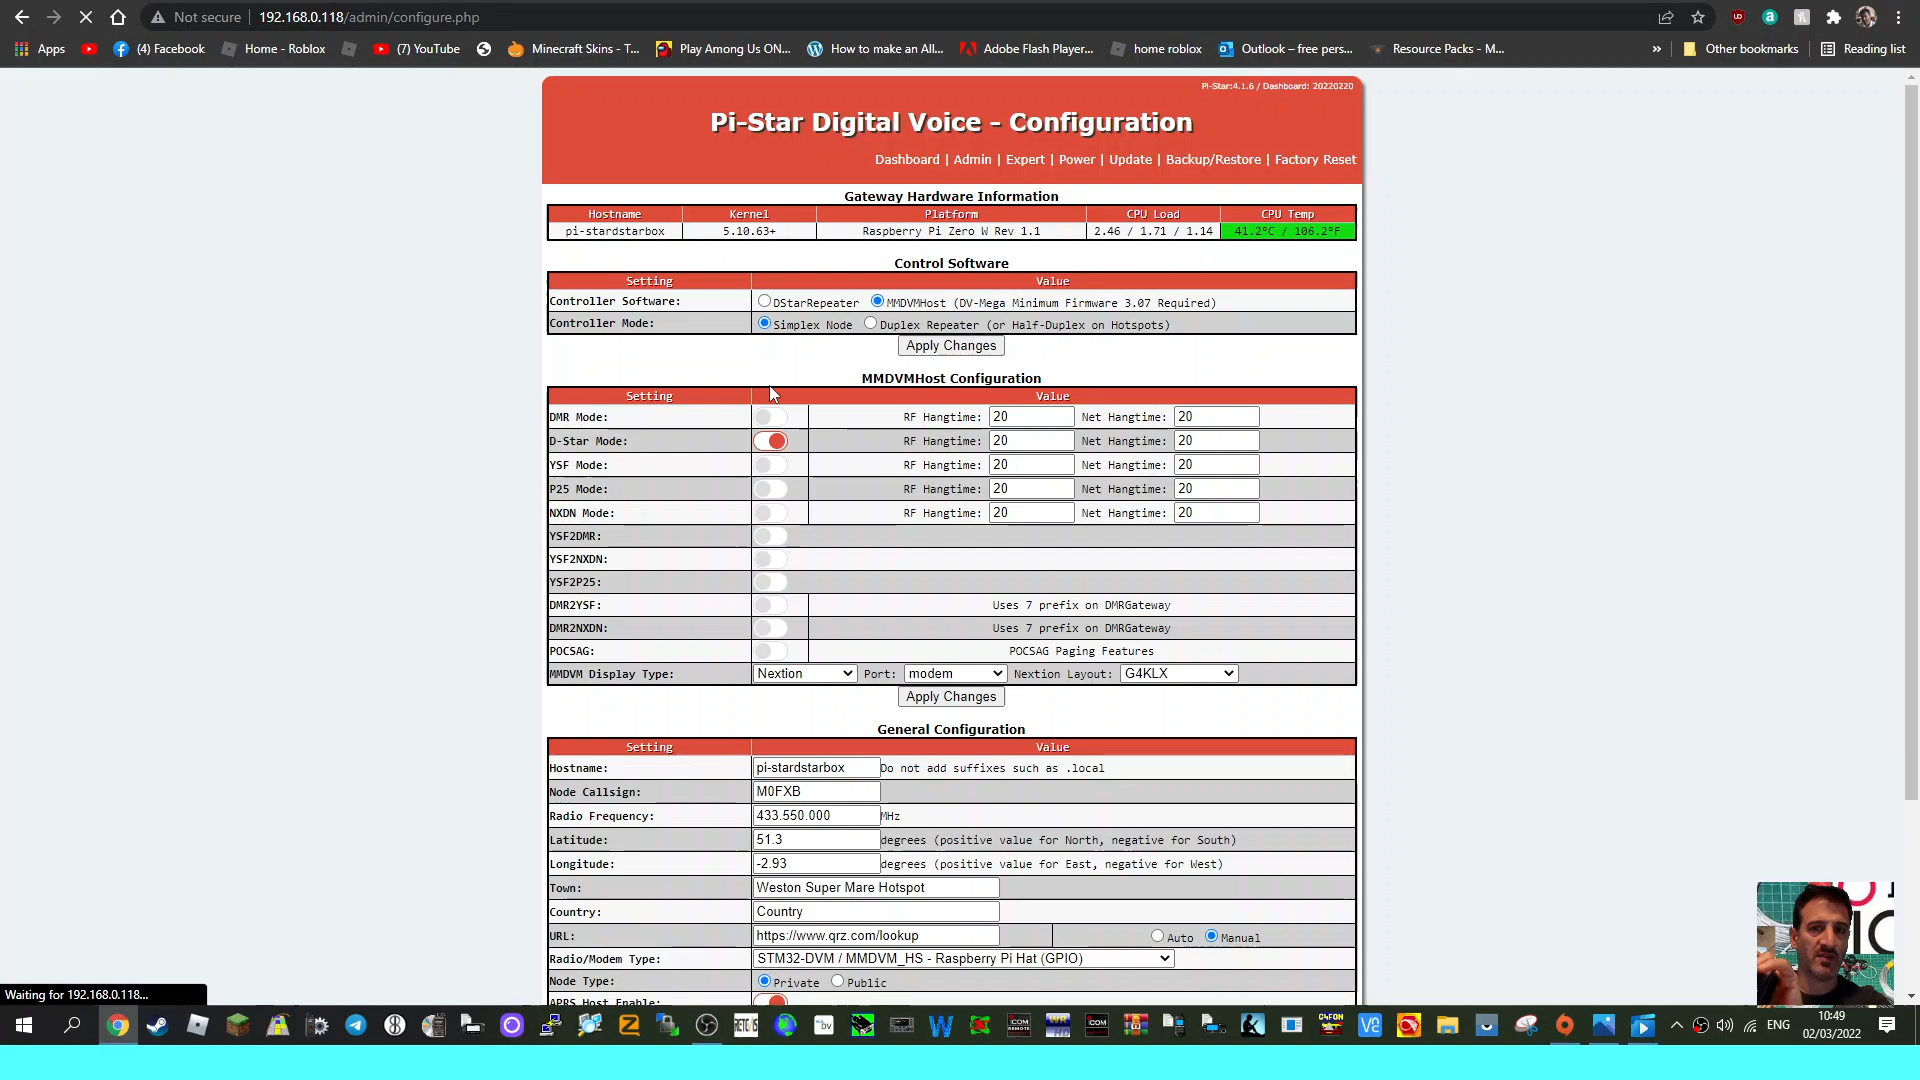 Not secure 192.168.0.118/admin/configure.php
Apps (4) Facebook Home - Roblox (7) YouTube Minecraft Skins - T... Play Among Us ON... How to make an All... Adobe Flash Player... home roblox Outlook – free pers... Resource Packs - M... » Other bookmarks Reading list
Pi-Star:4.1.6 / Dashboard: 20220220
Pi-Star Digital Voice - Configuration
Dashboard | Admin | Expert | Power | Update | Backup/Restore | Factory Reset
Gateway Hardware Information
Hostname Kernel Platform CPU Load CPU Temp
pi-stardstarbox 5.10.63+ Raspberry Pi Zero W Rev 1.1 2.46 / 1.71 / 1.14 41.2°C / 106.2°F
Control Software
Setting Value
Controller Software: DStarRepeater MMDVMHost (DV-Mega Minimum Firmware 3.07 Required)
Controller Mode: Simplex Node Duplex Repeater (or Half-Duplex on Hotspots)
Apply Changes
MMDVMHost Configuration
Setting Value
DMR Mode: RF Hangtime: 20 Net Hangtime: 20
D-Star Mode: RF Hangtime: 20 Net Hangtime: 20
YSF Mode: RF Hangtime: 20 Net Hangtime: 20
P25 Mode: RF Hangtime: 20 Net Hangtime: 20
NXDN Mode: RF Hangtime: 20 Net Hangtime: 20
YSF2DMR:
YSF2NXDN:
YSF2P25:
DMR2YSF: Uses 7 prefix on DMRGateway
DMR2NXDN: Uses 7 prefix on DMRGateway
POCSAG: POCSAG Paging Features
MMDVM Display Type: Nextion Port: modem Nextion Layout: G4KLX
Apply Changes
General Configuration
Setting Value
Hostname: pi-stardstarbox Do not add suffixes such as .local
Node Callsign: M0FXB
Radio Frequency: 433.550.000 MHz
Latitude: 51.3 degrees (positive value for North, negative for South)
Longitude: -2.93 degrees (positive value for East, negative for West)
Town: Weston Super Mare Hotspot
Country: Country
URL: https://www.qrz.com/lookup Auto Manual
Radio/Modem Type: STM32-DVM / MMDVM_HS - Raspberry Pi Hat (GPIO)
Node Type: Private Public
APRS Host Enable:
Waiting for 192.168.0.118...
ENG
10:49
02/03/2022